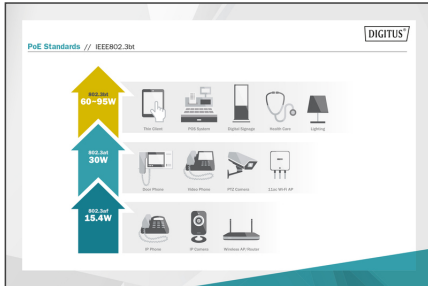 DIGITUS®
PoE Standards // IEEE802.3bt
802.3bt
60~95W
Thin Client
POS System
Digital Signage
Health Care
Lighting
802.3at
30W
Door Phone
Video Phone
PTZ Camera
11ac Wi-Fi AP
802.3af
15.4W
IP Phone
IP Camera
Wireless AP/ Router